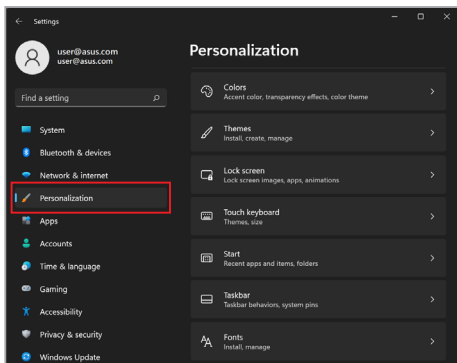 Settings
user@asus.com
user@asus.com
Find a setting
System
Bluetooth & devices
Network & internet
Personalization
Apps
Accounts
Time & language
Gaming
Accessibility
Privacy & security
Windows Update
Personalization
Colors
Accent color, transparency effects, color theme
Themes
Install, create, manage
Lock screen
Lock screen images, apps, animations
Touch keyboard
Themes, size
Start
Recent apps and items, folders
Taskbar
Taskbar behaviors, system pins
Fonts
Install, manage